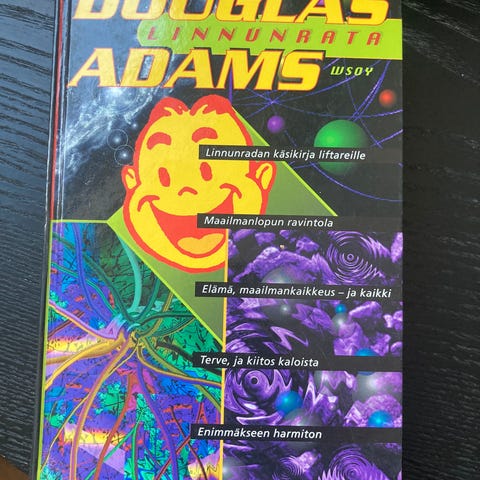 DOUGLAS
LINNUNRATA
ADAMS
WSOY
Linnunradan käsikirja liftareille
Maailmanlopun ravintola
Elämä, maailmankaikkeus – ja kaikki
Terve, ja kiitos kaloista
Enimmäkseen harmiton